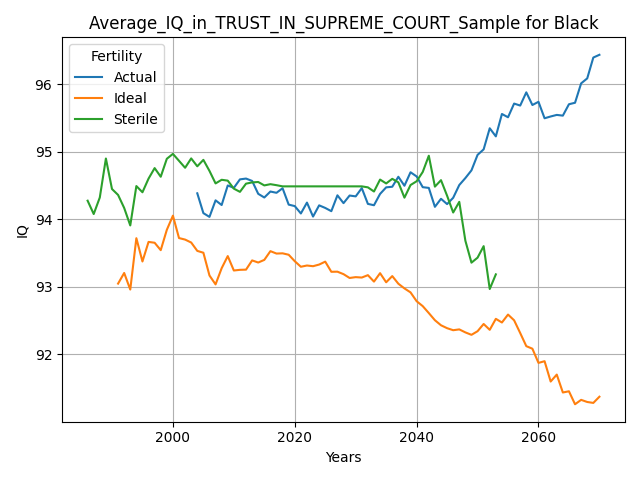 Average_IQ_in_TRUST_IN_SUPREME_COURT_Sample for Black
Fertility
Actual
Ideal
Sterile
96
95
94
93
92
IQ
2000
2020
2040
2060
Years